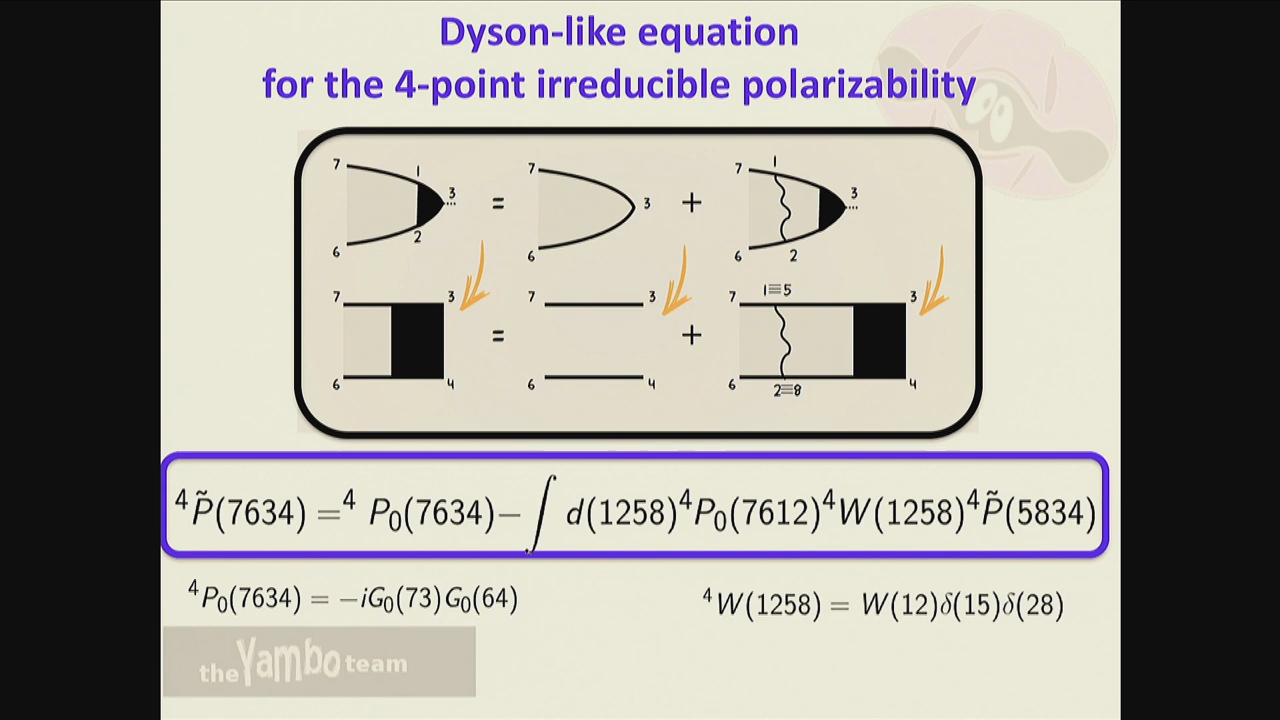 Dyson-like equation
for the 4-point irreducible polarizability
7 1 3 6 2 = 7 3 6 + 7 1 3 6 2
7 3 6 4 = 7 3 6 4 + 7 1≡5 3 6 2≡8 4
⁴P̃(7634) =⁴ P₀(7634)−∫ d(1258)⁴P₀(7612)⁴W(1258)⁴P̃(5834)
⁴P₀(7634) = −iG₀(73)G₀(64)
⁴W(1258) = W(12)δ(15)δ(28)
the Yambo team